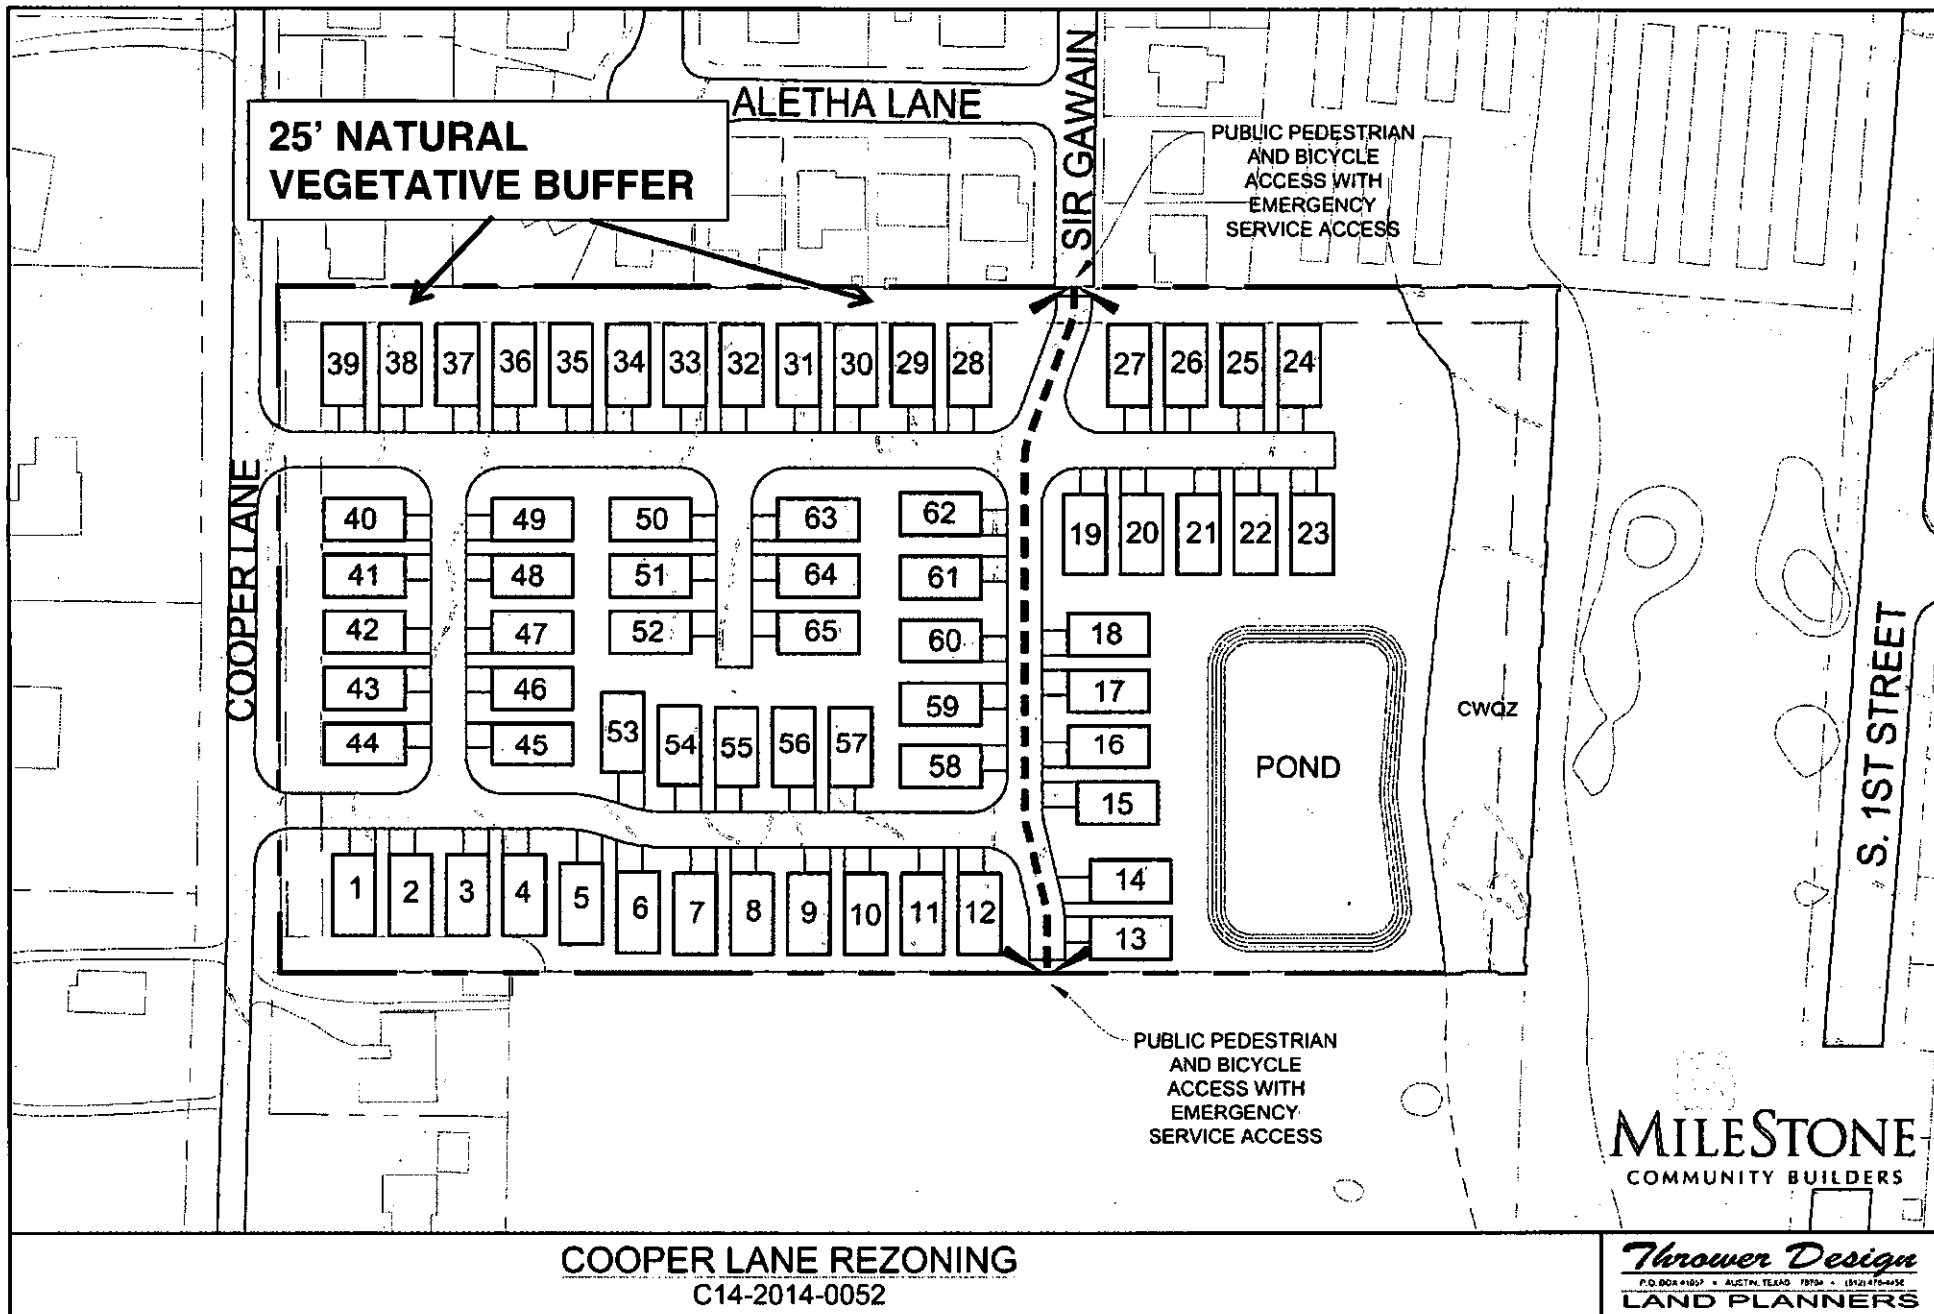 ALETHA LANE
SIR GAWAIN
25' NATURAL
VEGETATIVE BUFFER
PUBLIC PEDESTRIAN
AND BICYCLE
ACCESS WITH
EMERGENCY
SERVICE ACCESS
39 38 37 36 35 34 33 32 31 30 29 28 27 26 25 24
COOPER LANE
40 49 50 63 62 19 20 21 22 23
41 48 51 64 61
42 47 52 65 60 18
43 46 59 17
44 45 53 54 55 56 57 58 16
15
POND
CWQZ
S. 1ST STREET
1 2 3 4 5 6 7 8 9 10 11 12 14
13
PUBLIC PEDESTRIAN
AND BICYCLE
ACCESS WITH
EMERGENCY
SERVICE ACCESS
MILESTONE
COMMUNITY BUILDERS
COOPER LANE REZONING
C14-2014-0052
Thrower Design
P.O. BOX • AUSTIN, TEXAS •
LAND PLANNERS